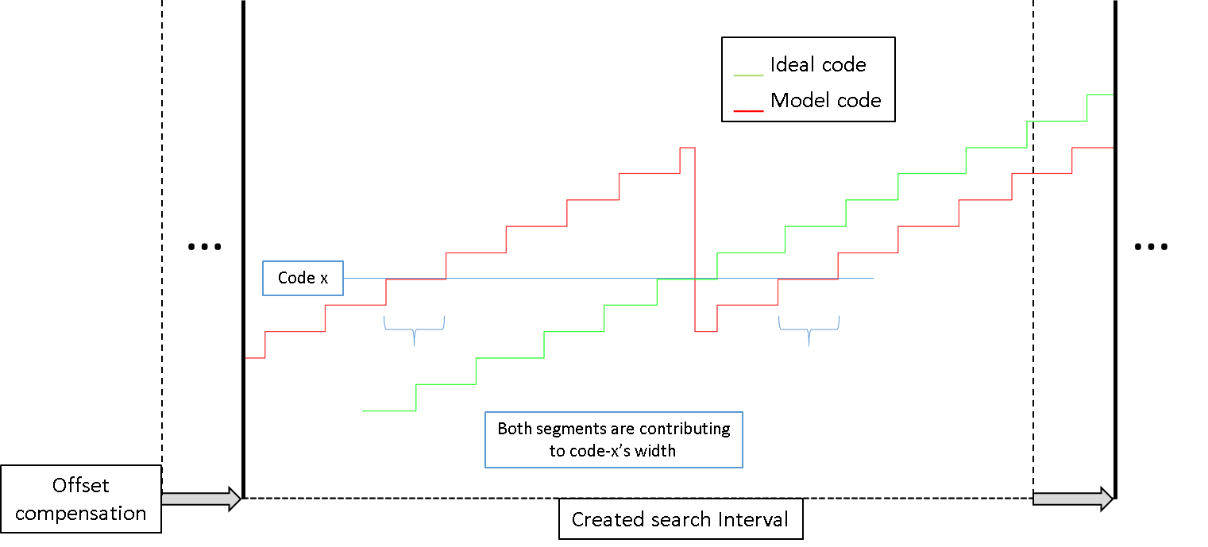 Ideal code
Model code
...
...
Code x
Both segments are contributing
to code-x's width
Offset
compensation
Created search Interval